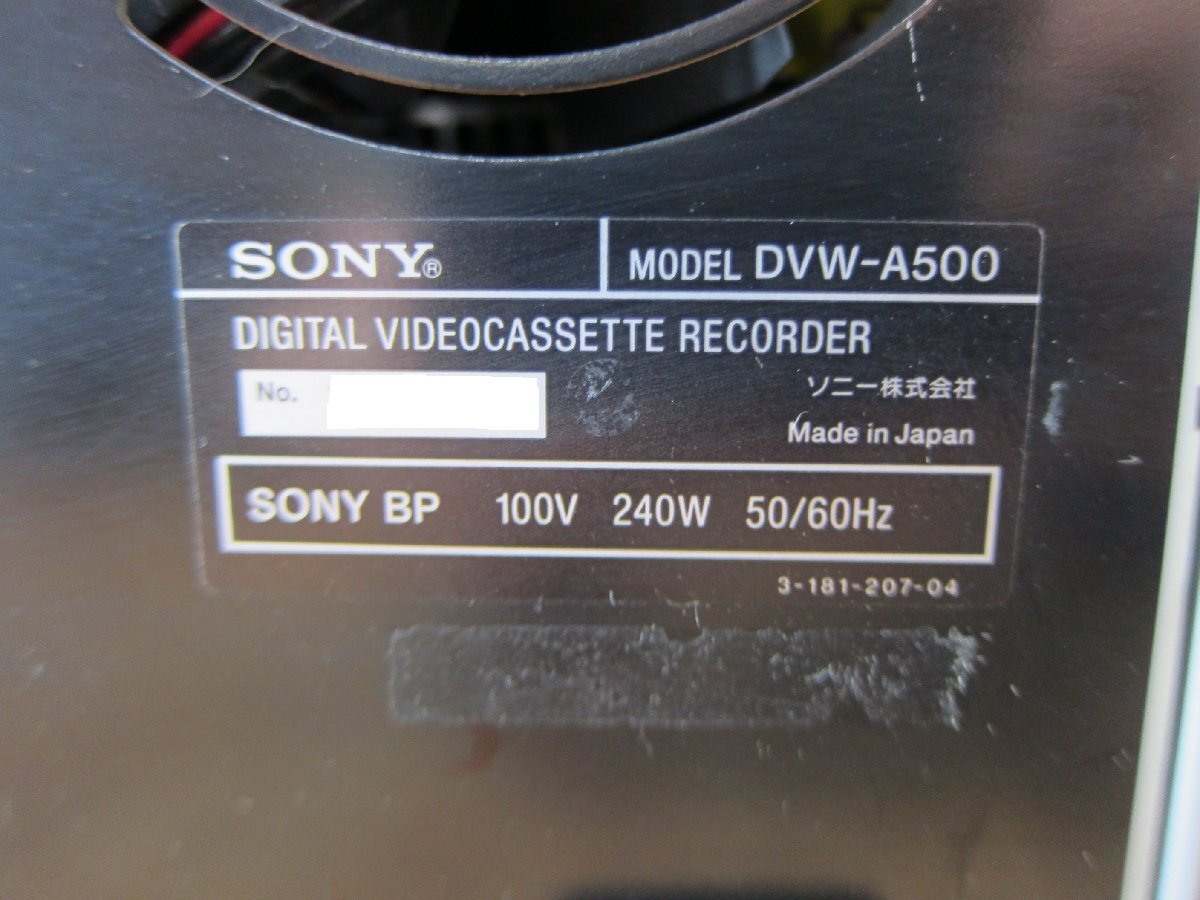 SONY®
MODEL DVW-A500
DIGITAL VIDEOCASSETTE RECORDER
No.
ソニー株式会社
Made in Japan
SONY BP 100V 240W 50/60Hz
3-181-207-04